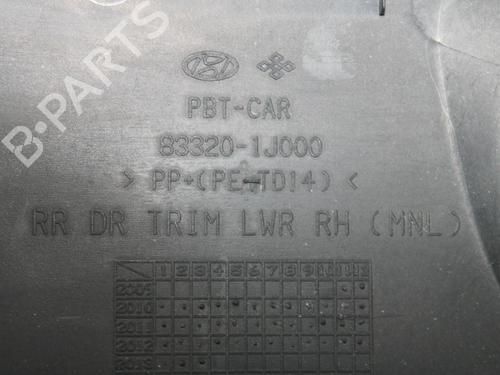 B-PARTS
PBT-CAR
83320-1J000
> PP+(PE-TD14) <
RR DR TRIM LWR RH (MNL)
1 2 3 4 5 6 7 8 9 10 11 12
2009
2010
2011
2012
2013